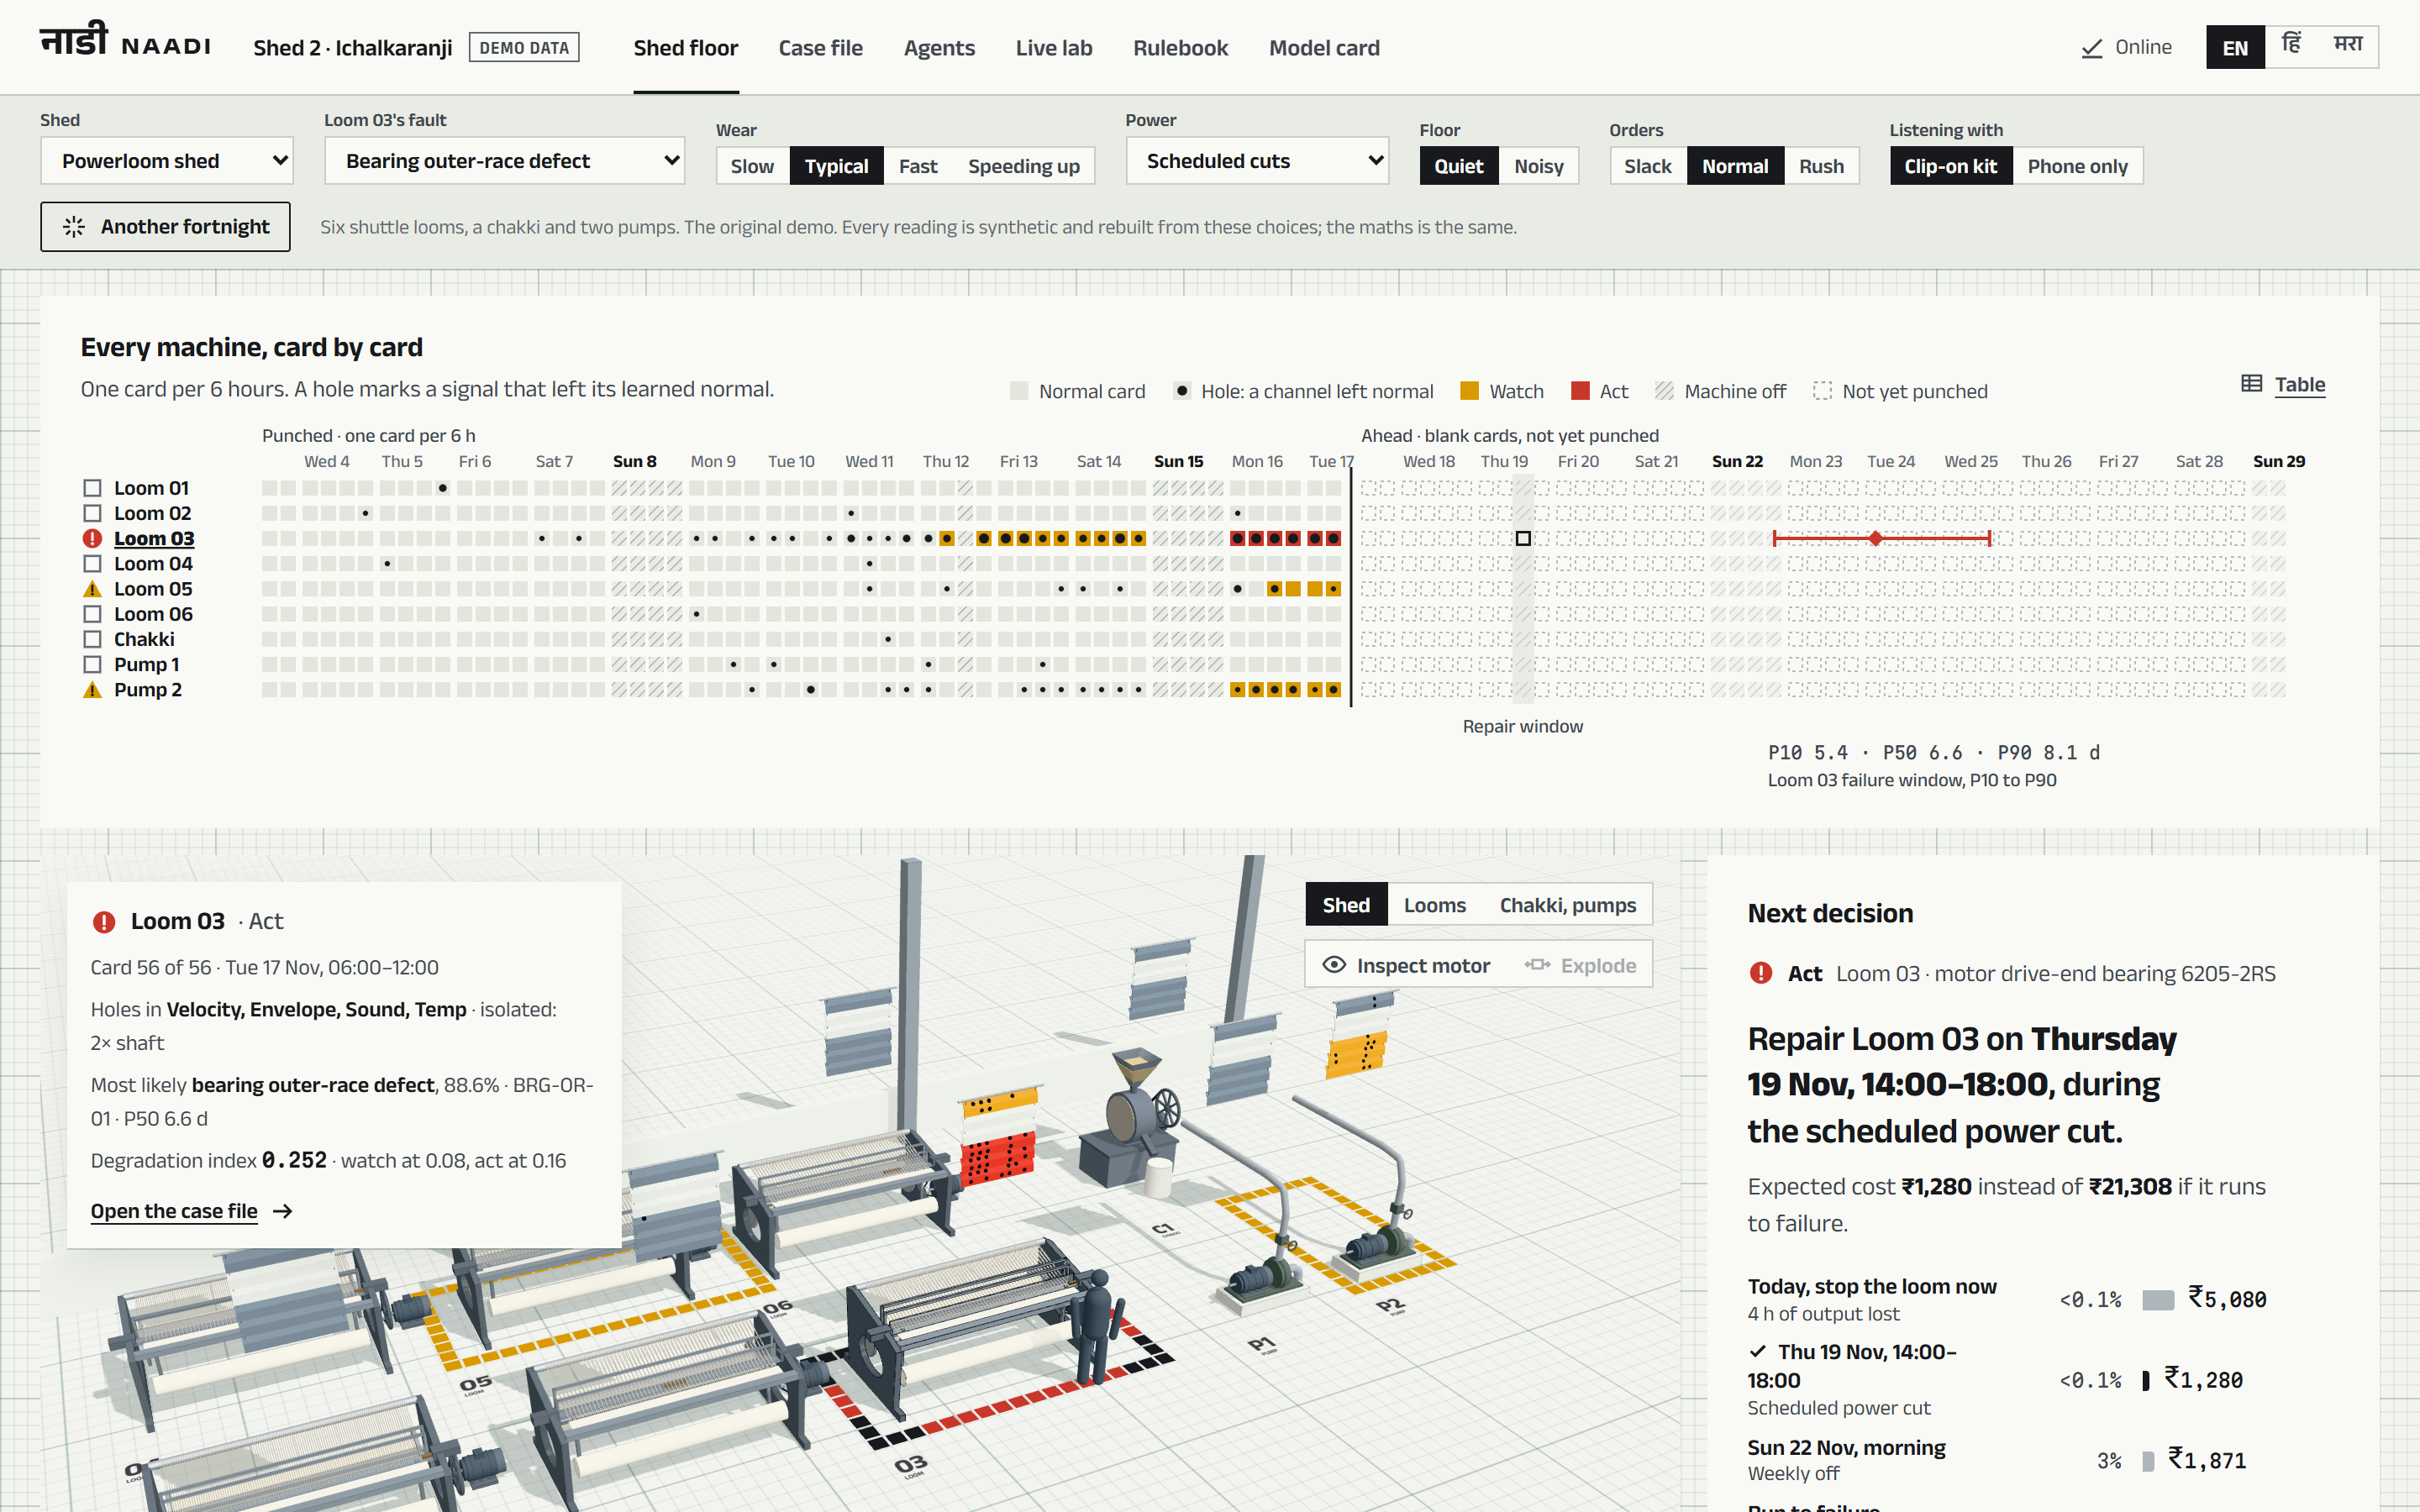 नाडी NAADI
Shed 2 · Ichalkaranji
DEMO DATA
Shed floor
Case file
Agents
Live lab
Rulebook
Model card
Online
EN
हिं
मरा
Shed
Powerloom shed
Loom 03's fault
Bearing outer-race defect
Wear
Slow
Typical
Fast
Speeding up
Power
Scheduled cuts
Floor
Quiet
Noisy
Orders
Slack
Normal
Rush
Listening with
Clip-on kit
Phone only
Another fortnight
Six shuttle looms, a chakki and two pumps. The original demo. Every reading is synthetic and rebuilt from these choices; the maths is the same.
Every machine, card by card
One card per 6 hours. A hole marks a signal that left its learned normal.
Normal card
Hole: a channel left normal
Watch
Act
Machine off
Not yet punched
Table
Punched · one card per 6 h
Ahead · blank cards, not yet punched
Wed 4 Thu 5 Fri 6 Sat 7 Sun 8 Mon 9 Tue 10 Wed 11 Thu 12 Fri 13 Sat 14 Sun 15 Mon 16 Tue 17 Wed 18 Thu 19 Fri 20 Sat 21 Sun 22 Mon 23 Tue 24 Wed 25 Thu 26 Fri 27 Sat 28 Sun 29
Loom 01
Loom 02
Loom 03
Loom 04
Loom 05
Loom 06
Chakki
Pump 1
Pump 2
Repair window
P10 5.4 · P50 6.6 · P90 8.1 d
Loom 03 failure window, P10 to P90
Loom 03 · Act
Card 56 of 56 · Tue 17 Nov, 06:00–12:00
Holes in Velocity, Envelope, Sound, Temp · isolated:
2× shaft
Most likely bearing outer-race defect, 88.6% · BRG-OR-
01 · P50 6.6 d
Degradation index 0.252 · watch at 0.08, act at 0.16
Open the case file
Shed
Looms
Chakki, pumps
Inspect motor
Explode
C1
06
LOOM
P2
PUMP
P1
PUMP
05
LOOM
03
LOOM
Next decision
Act Loom 03 · motor drive-end bearing 6205-2RS
Repair Loom 03 on Thursday
19 Nov, 14:00–18:00, during
the scheduled power cut.
Expected cost ₹1,280 instead of ₹21,308 if it runs
to failure.
Today, stop the loom now
4 h of output lost
<0.1%
₹5,080
Thu 19 Nov, 14:00–
18:00
Scheduled power cut
<0.1%
₹1,280
Sun 22 Nov, morning
Weekly off
3%
₹1,871